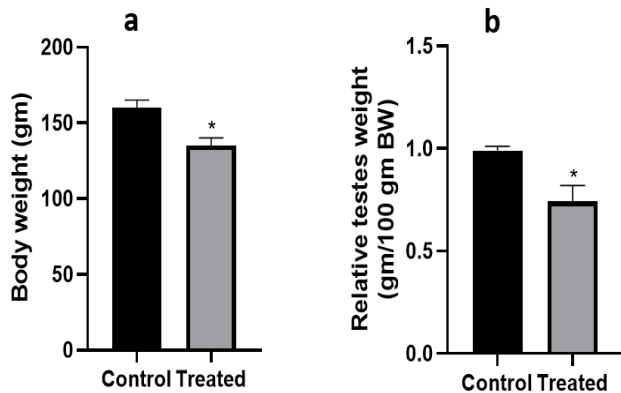 a
Body weight (gm)
200
150
100
50
0
*
Control Treated
b
Relative testes weight
(gm/100 gm BW)
1.5
1.0
0.5
0.0
*
Control Treated